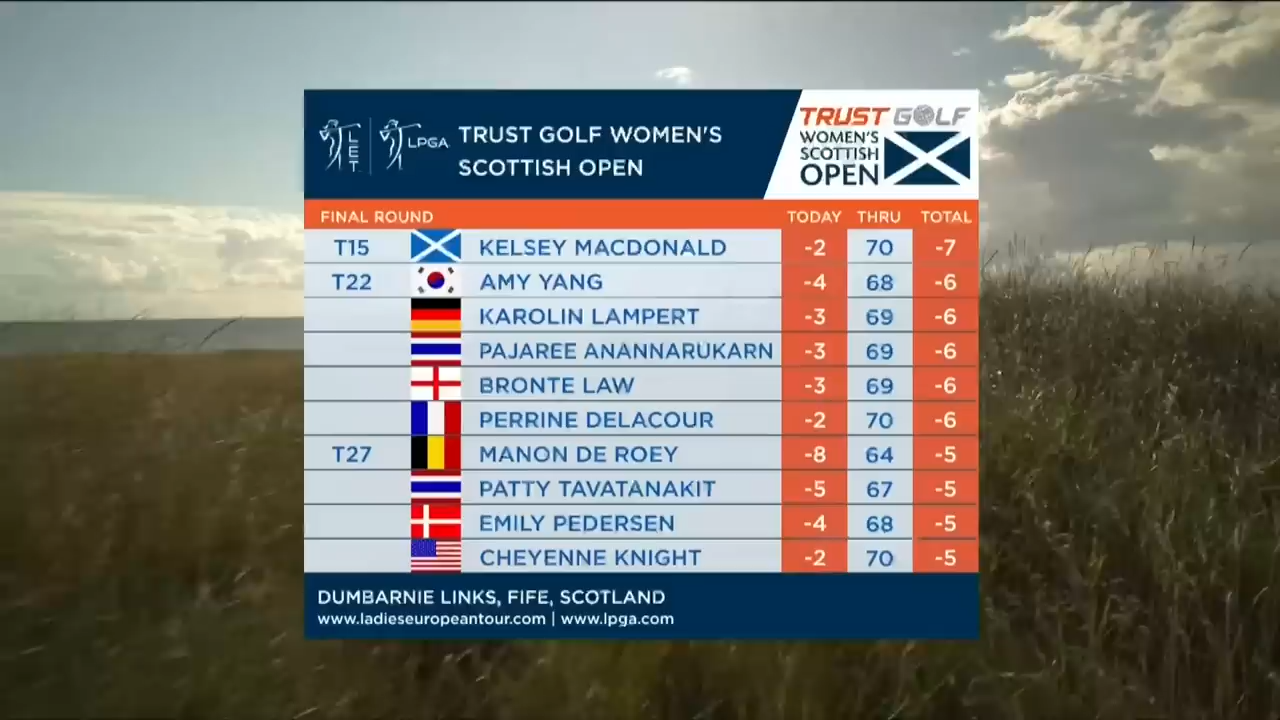 LET
LPGA
TRUST GOLF WOMEN'S
SCOTTISH OPEN
TRUST GOLF
WOMEN'S
SCOTTISH
OPEN
FINAL ROUND TODAY THRU TOTAL
T15 KELSEY MACDONALD -2 70 -7
T22 AMY YANG -4 68 -6
KAROLIN LAMPERT -3 69 -6
PAJAREE ANANNARUKARN -3 69 -6
BRONTE LAW -3 69 -6
PERRINE DELACOUR -2 70 -6
T27 MANON DE ROEY -8 64 -5
PATTY TAVATANAKIT -5 67 -5
EMILY PEDERSEN -4 68 -5
CHEYENNE KNIGHT -2 70 -5
DUMBARNIE LINKS, FIFE, SCOTLAND
www.ladieseuropeantour.com | www.lpga.com